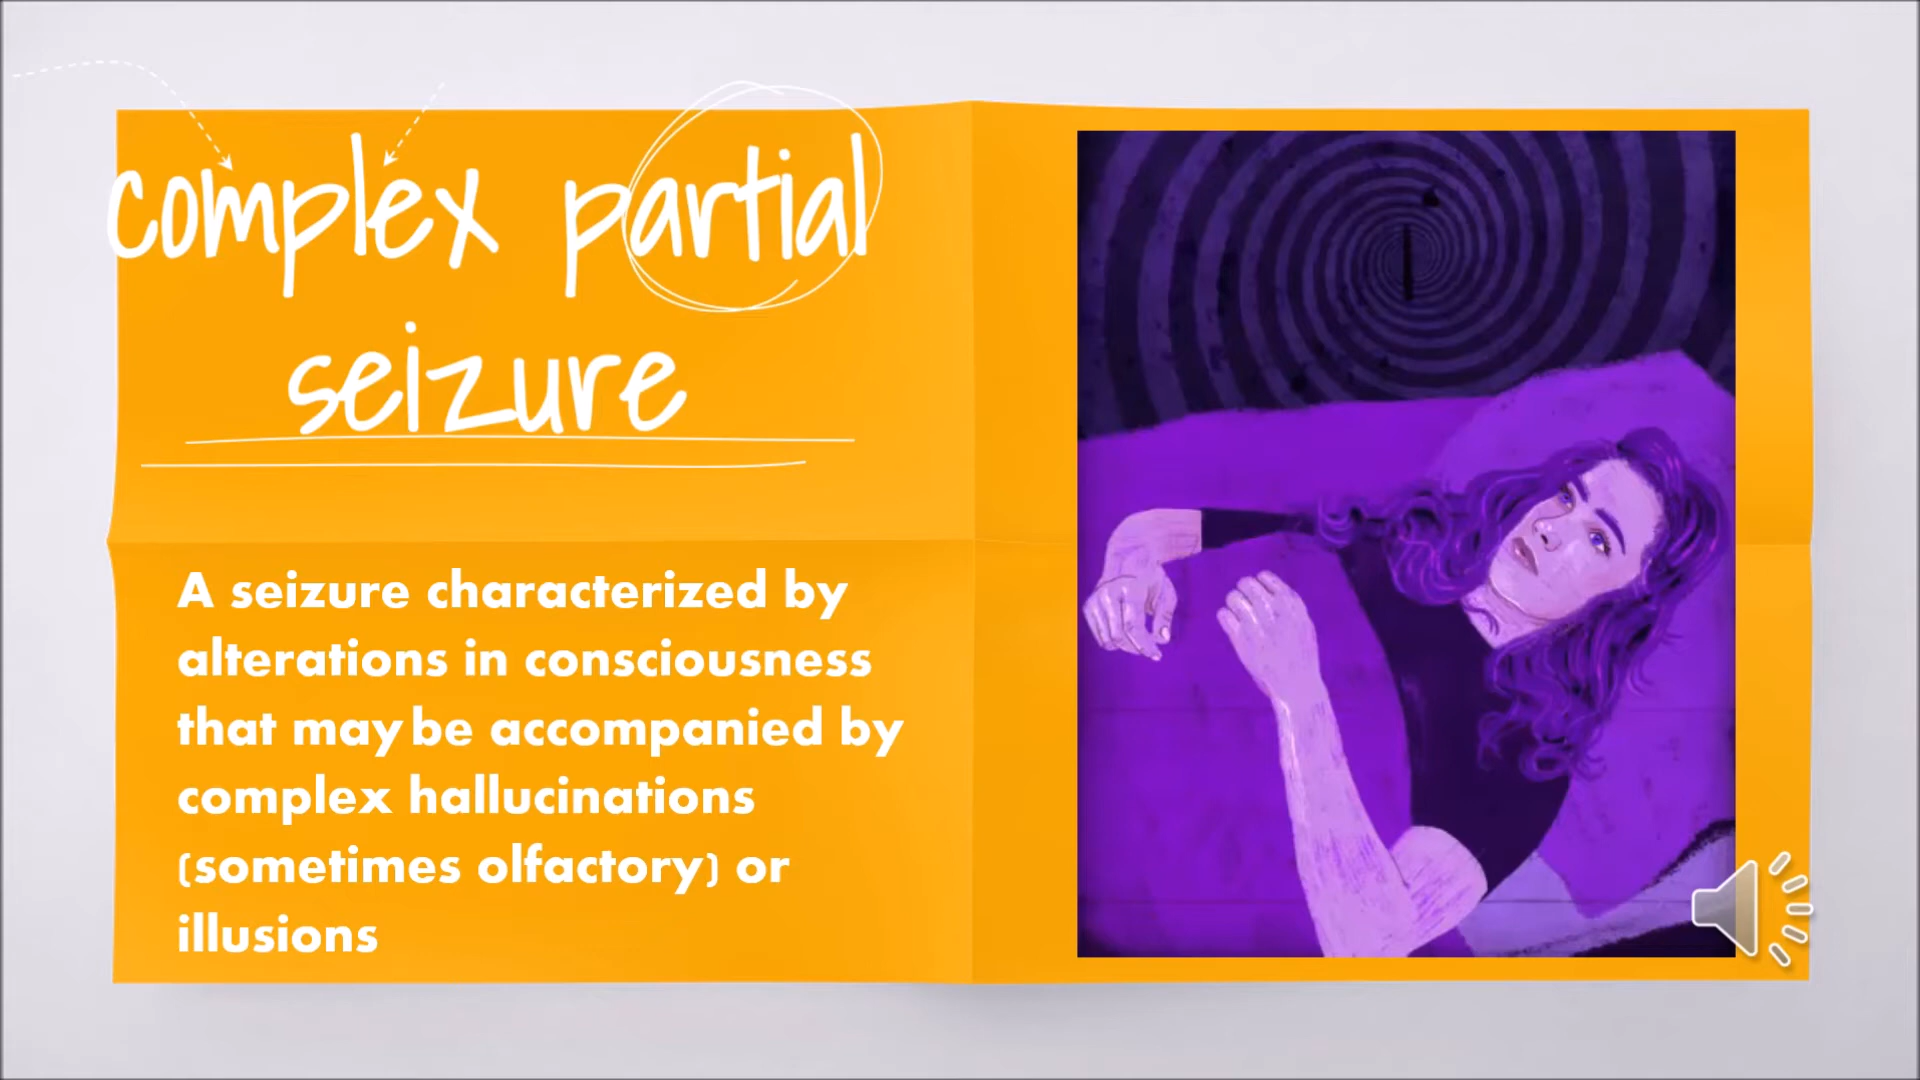 complex partial
seizure
A seizure characterized by
alterations in consciousness
that may be accompanied by
complex hallucinations
(sometimes olfactory) or
illusions